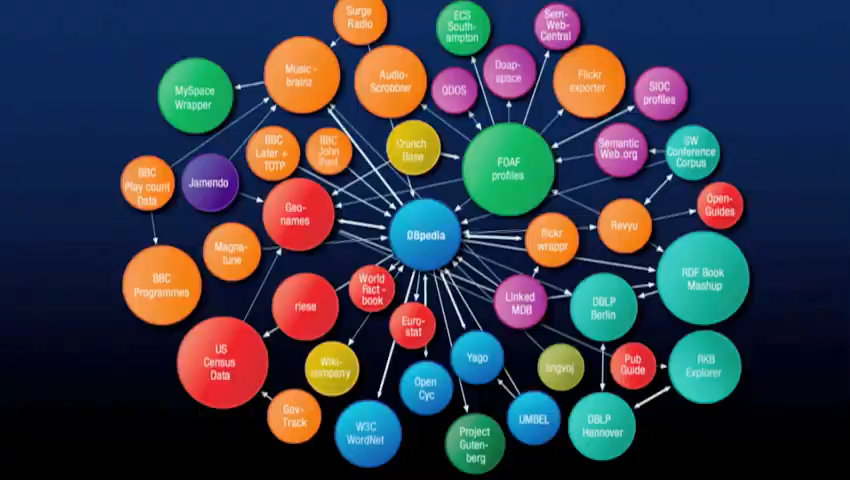 Surge
Radio
ECS
South-
ampton
Sem-
Web-
Central
Music-
brainz
Audio-
Scrobbler
Doap-
space
Flickr
exporter
MySpace
Wrapper
QDOS
SIOC
profiles
BBC
Later +
TOTP
BBC
John
Peel
Crunch
Base
FOAF
profiles
Semantic
Web.org
SW
Conference
Corpus
BBC
Play count
Data
Jamendo
Geo-
names
DBpedia
flickr
wrappr
Revyu
Open-
Guides
Magna-
tune
BBC
Programmes
riese
World
Fact-
book
Linked
MDB
DBLP
Berlin
RDF Book
Mashup
Euro-
stat
US
Census
Data
Wiki-
company
Yago
lingvoj
Pub
Guide
RKB
Explorer
Open
Cyc
Gov-
Track
W3C
WordNet
Project
Guten-
berg
UMBEL
DBLP
Hannover